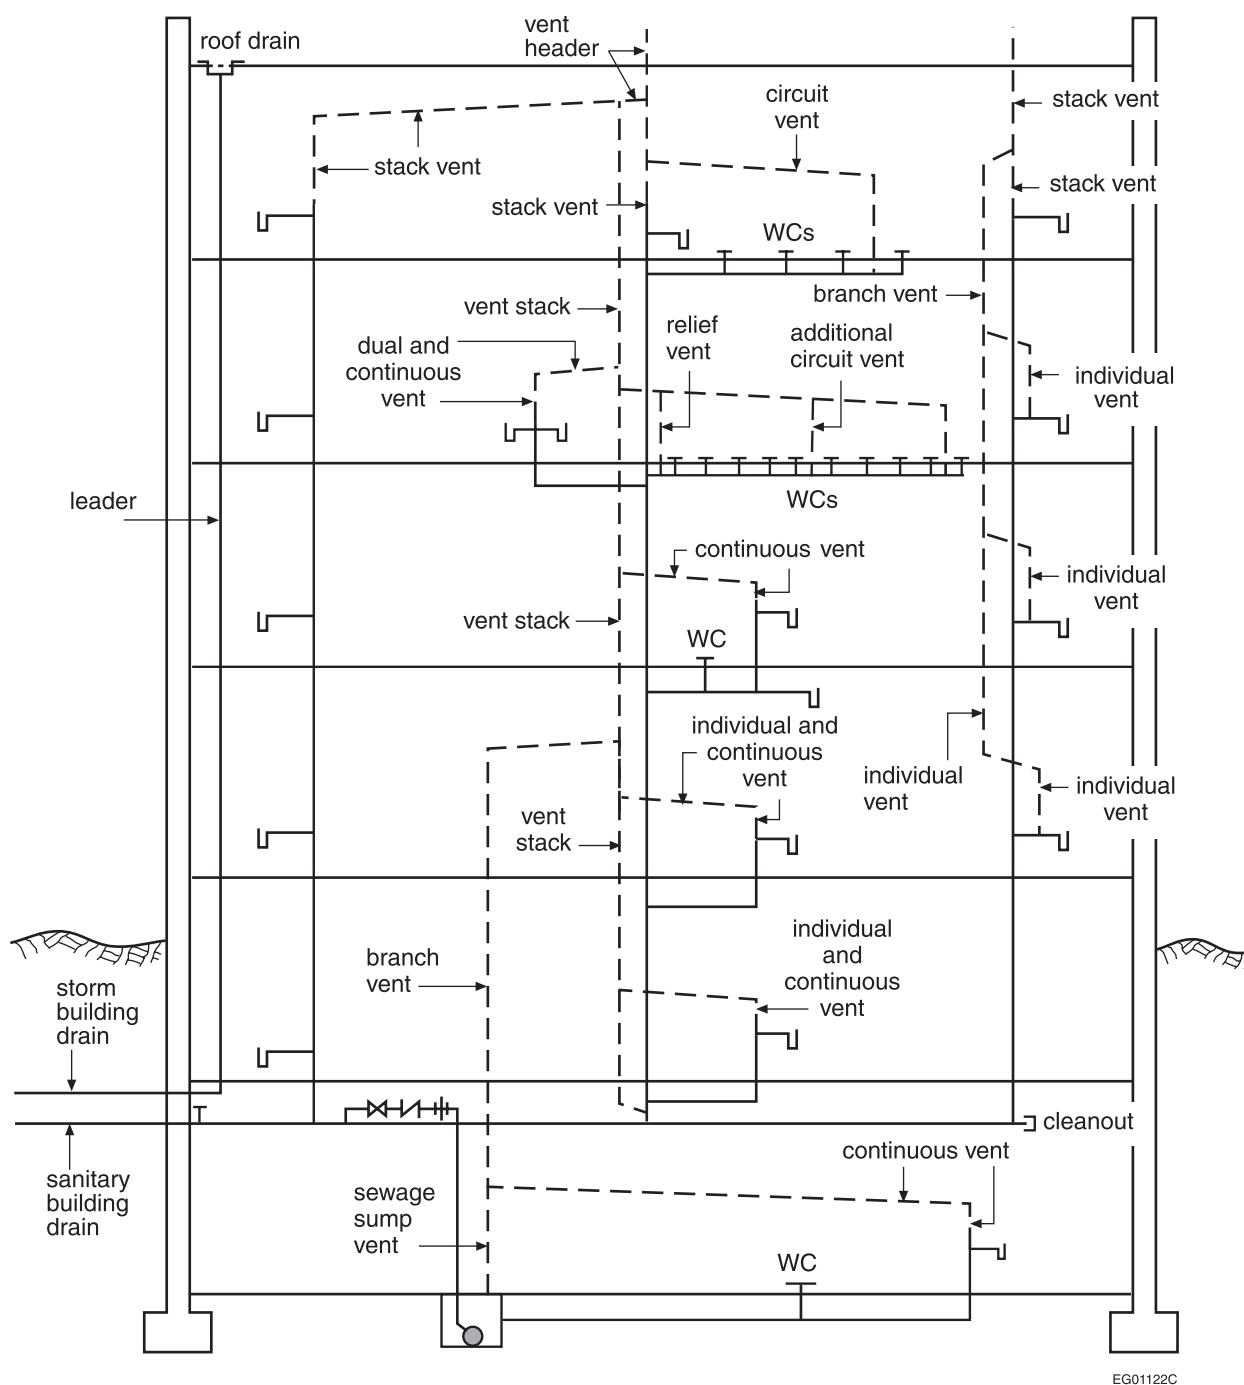 vent
header
roof drain
circuit
vent
stack vent
stack vent
stack vent
stack vent
WCs
branch vent
vent stack
relief
vent
additional
circuit vent
dual and
continuous
vent
individual
vent
leader
WCs
continuous vent
individual
vent
vent stack
WC
individual and
continuous
vent
individual
vent
individual
vent
vent
stack
individual
and
continuous
vent
branch
vent
storm
building
drain
cleanout
continuous vent
sanitary
building
drain
sewage
sump
vent
WC
EG01122C